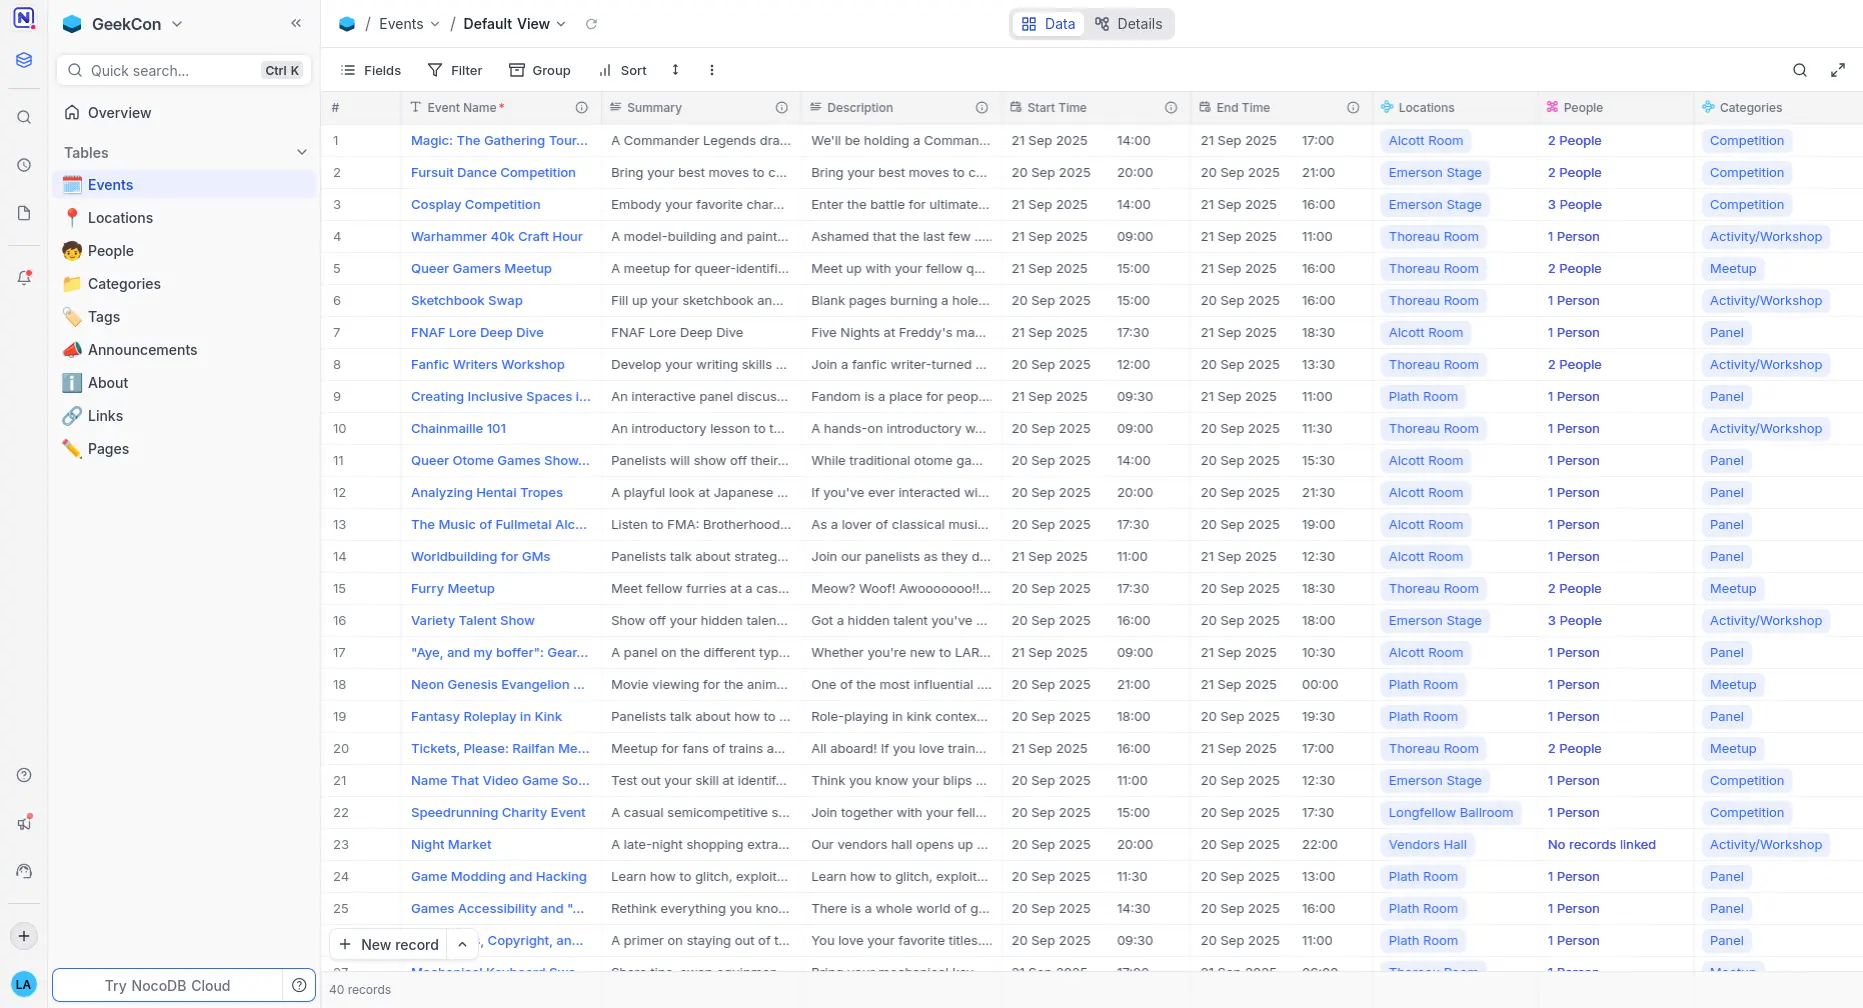 GeekCon
Quick search... Ctrl K
Overview
Tables
Events
Locations
People
Categories
Tags
Announcements
About
Links
Pages
Try NocoDB Cloud
LA
/ Events / Default View
Data Details
Fields Filter Group Sort
# Event Name* Summary Description Start Time End Time Locations People Categories
1 Magic: The Gathering Tour... A Commander Legends dra... We'll be holding a Comman... 21 Sep 2025 14:00 21 Sep 2025 17:00 Alcott Room 2 People Competition
2 Fursuit Dance Competition Bring your best moves to c... Bring your best moves to c... 20 Sep 2025 20:00 20 Sep 2025 21:00 Emerson Stage 2 People Competition
3 Cosplay Competition Embody your favorite char... Enter the battle for ultimate... 21 Sep 2025 14:00 21 Sep 2025 16:00 Emerson Stage 3 People Competition
4 Warhammer 40k Craft Hour A model-building and paint... Ashamed that the last few ..... 21 Sep 2025 09:00 21 Sep 2025 11:00 Thoreau Room 1 Person Activity/Workshop
5 Queer Gamers Meetup A meetup for queer-identifi... Meet up with your fellow q... 21 Sep 2025 15:00 21 Sep 2025 16:00 Thoreau Room 2 People Meetup
6 Sketchbook Swap Fill up your sketchbook an... Blank pages burning a hole... 20 Sep 2025 15:00 20 Sep 2025 16:00 Thoreau Room 1 Person Activity/Workshop
7 FNAF Lore Deep Dive FNAF Lore Deep Dive Five Nights at Freddy's ma... 21 Sep 2025 17:30 21 Sep 2025 18:30 Alcott Room 1 Person Panel
8 Fanfic Writers Workshop Develop your writing skills ... Join a fanfic writer-turned ... 20 Sep 2025 12:00 20 Sep 2025 13:30 Thoreau Room 2 People Activity/Workshop
9 Creating Inclusive Spaces i... An interactive panel discus... Fandom is a place for peop.... 21 Sep 2025 09:30 21 Sep 2025 11:00 Plath Room 1 Person Panel
10 Chainmaille 101 An introductory lesson to t... A hands-on introductory w... 20 Sep 2025 09:00 20 Sep 2025 11:30 Thoreau Room 1 Person Activity/Workshop
11 Queer Otome Games Show... Panelists will show off their... While traditional otome ga... 20 Sep 2025 14:00 20 Sep 2025 15:30 Alcott Room 1 Person Panel
12 Analyzing Hentai Tropes A playful look at Japanese ... If you've ever interacted wi... 20 Sep 2025 20:00 20 Sep 2025 21:30 Alcott Room 1 Person Panel
13 The Music of Fullmetal Alc... Listen to FMA: Brotherhood... As a lover of classical musi... 20 Sep 2025 17:30 20 Sep 2025 19:00 Alcott Room 1 Person Panel
14 Worldbuilding for GMs Panelists talk about strateg... Join our panelists as they d... 21 Sep 2025 11:00 21 Sep 2025 12:30 Alcott Room 1 Person Panel
15 Furry Meetup Meet fellow furries at a cas... Meow? Woof! Awooooooo!!... 20 Sep 2025 17:30 20 Sep 2025 18:30 Thoreau Room 2 People Meetup
16 Variety Talent Show Show off your hidden talen... Got a hidden talent you've ... 20 Sep 2025 16:00 20 Sep 2025 18:00 Emerson Stage 3 People Activity/Workshop
17 "Aye, and my boffer": Gear... A panel on the different typ... Whether you're new to LAR... 21 Sep 2025 09:00 21 Sep 2025 10:30 Alcott Room 1 Person Panel
18 Neon Genesis Evangelion ... Movie viewing for the anim... One of the most influential .... 20 Sep 2025 21:00 21 Sep 2025 00:00 Plath Room 1 Person Meetup
19 Fantasy Roleplay in Kink Panelists talk about how to ... Role-playing in kink contex... 20 Sep 2025 18:00 20 Sep 2025 19:30 Plath Room 1 Person Panel
20 Tickets, Please: Railfan Me... Meetup for fans of trains a... All aboard! If you love train... 21 Sep 2025 16:00 21 Sep 2025 17:00 Thoreau Room 2 People Meetup
21 Name That Video Game So... Test out your skill at identif... Think you know your blips ... 20 Sep 2025 11:00 20 Sep 2025 12:30 Emerson Stage 1 Person Competition
22 Speedrunning Charity Event A casual semicompetitive s... Join together with your fell... 20 Sep 2025 15:00 20 Sep 2025 17:30 Longfellow Ballroom 1 Person Competition
23 Night Market A late-night shopping extra... Our vendors hall opens up ... 20 Sep 2025 20:00 20 Sep 2025 22:00 Vendors Hall No records linked Activity/Workshop
24 Game Modding and Hacking Learn how to glitch, exploit... Learn how to glitch, exploit... 20 Sep 2025 11:30 20 Sep 2025 13:00 Plath Room 1 Person Panel
25 Games Accessibility and "... Rethink everything you kno... There is a whole world of g... 20 Sep 2025 14:30 20 Sep 2025 16:00 Plath Room 1 Person Panel
, Copyright, an... A primer on staying out of t... You love your favorite titles.... 20 Sep 2025 09:30 20 Sep 2025 11:00 Plath Room 1 Person Panel
New record
40 records